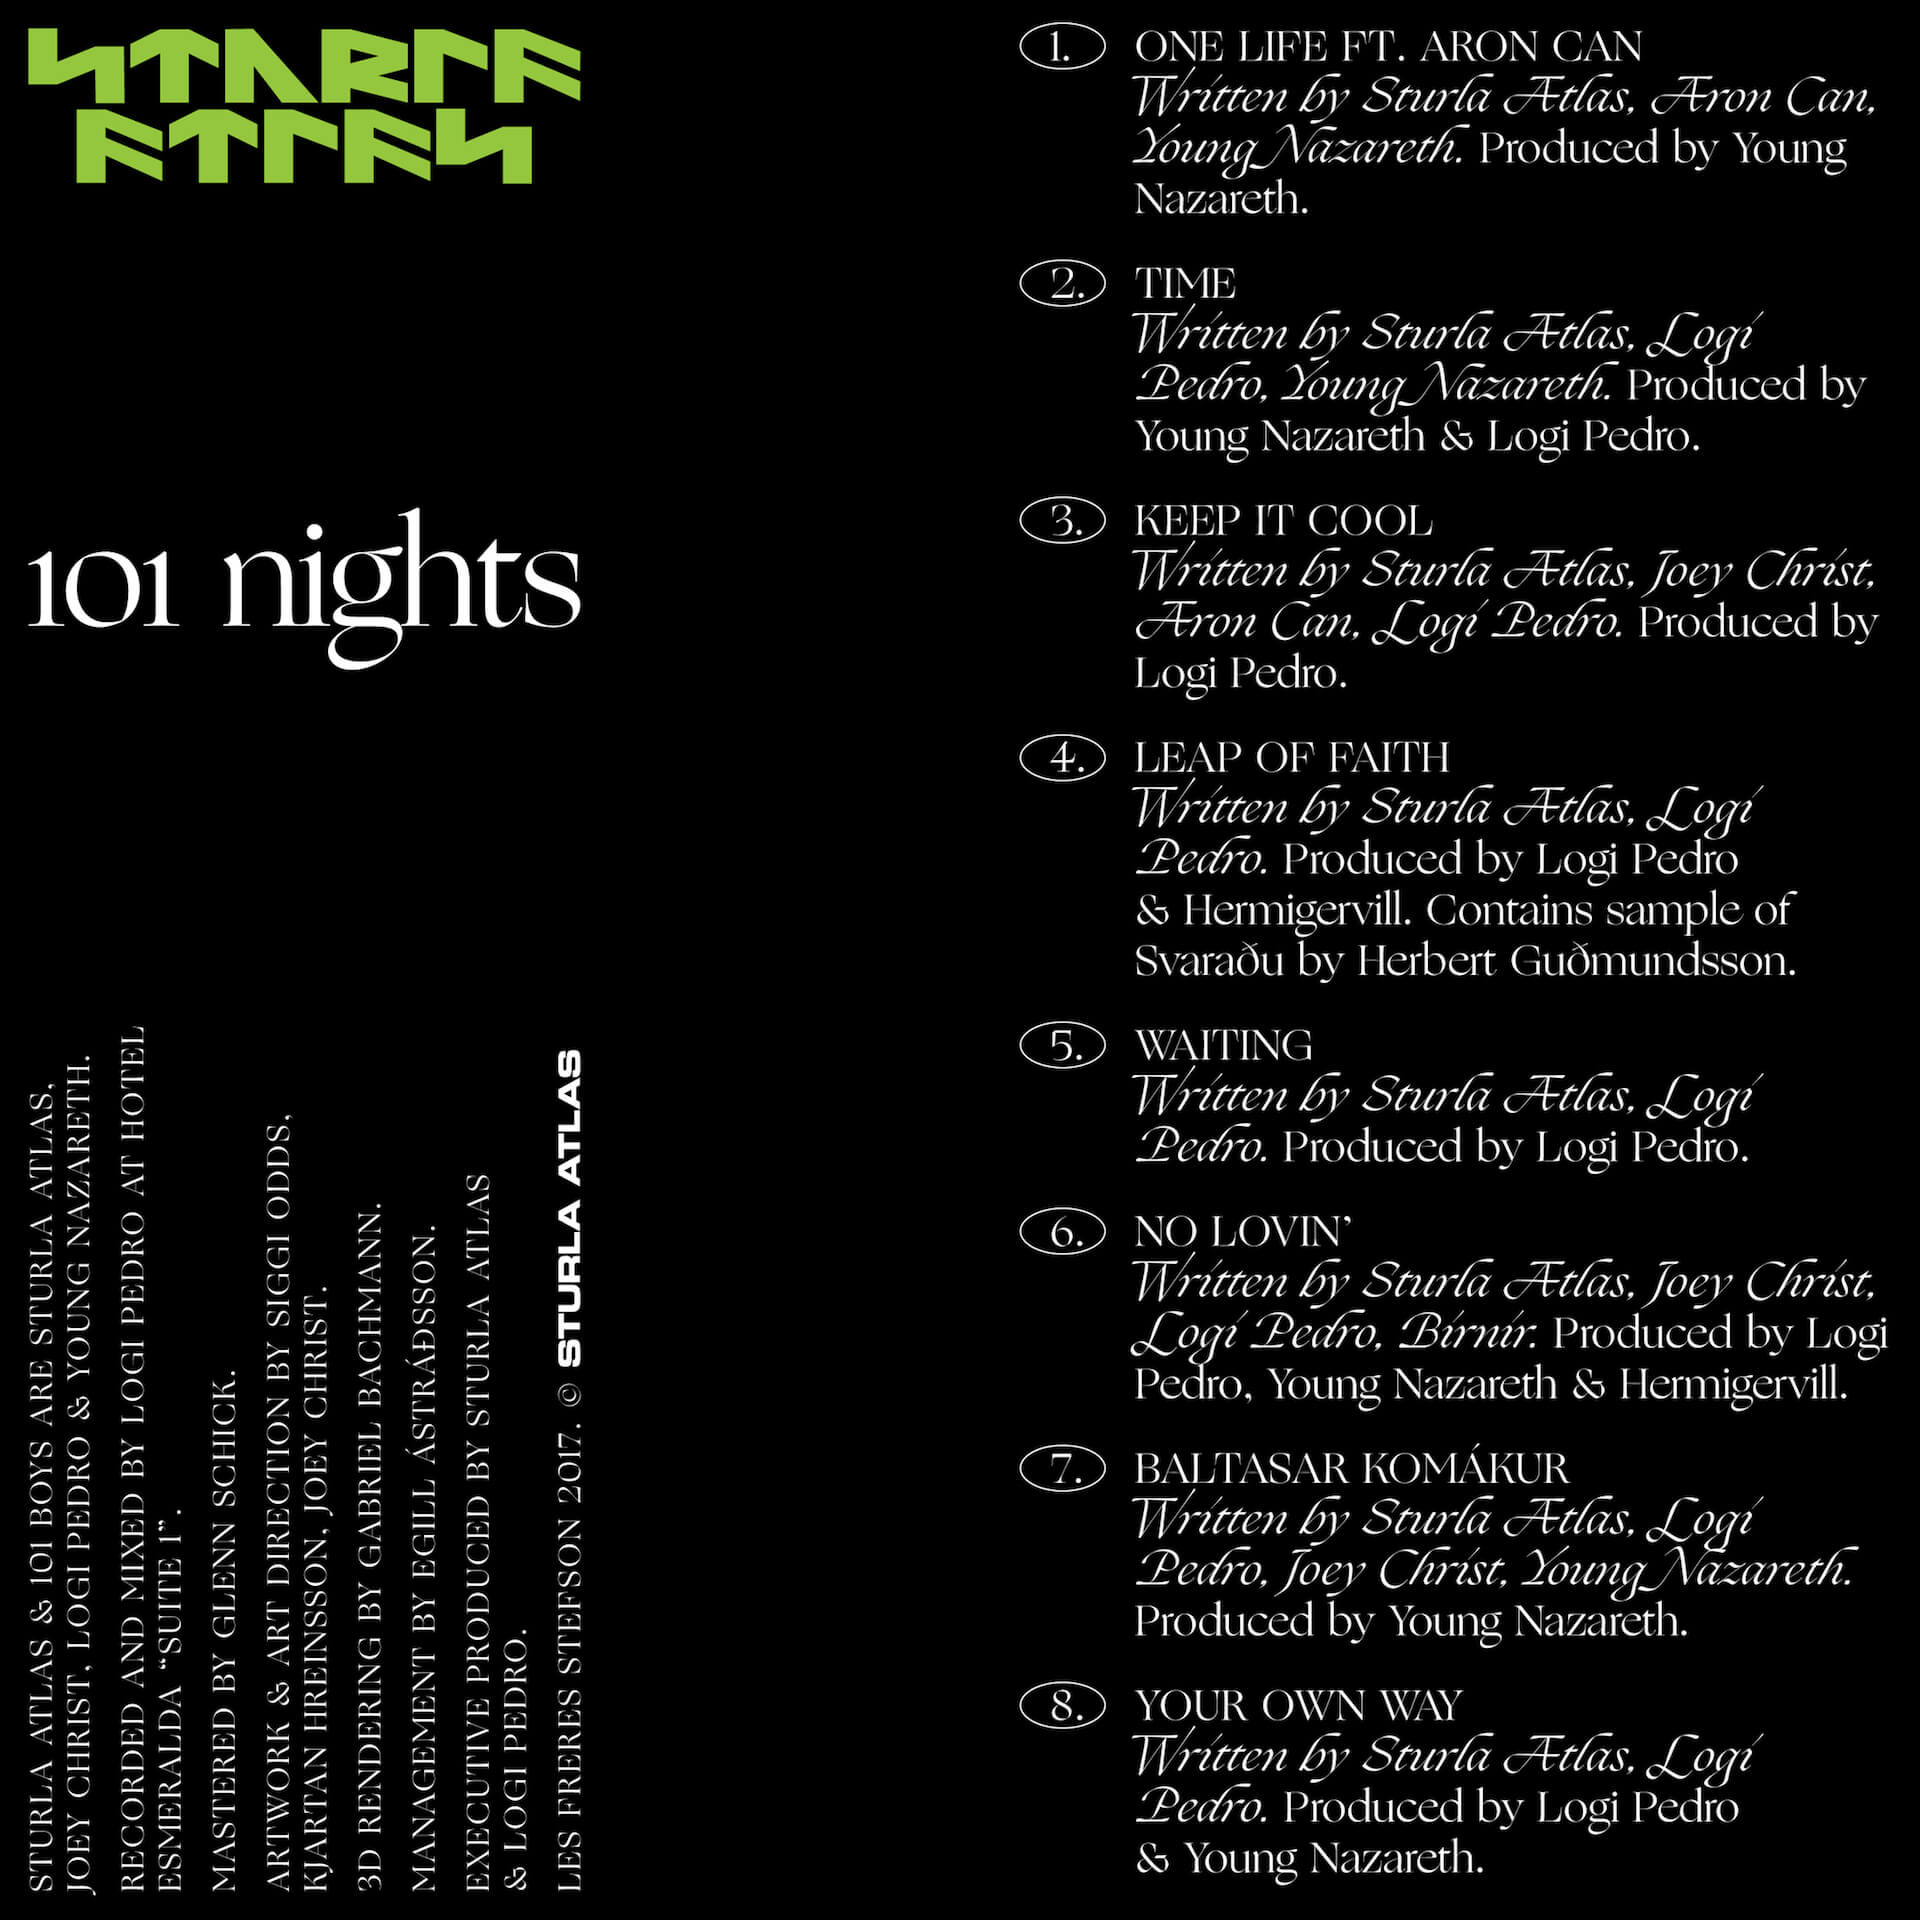 STURLA
ATLAS
101 nights
STURLA ATLAS & 101 BOYS ARE STURLA ATLAS,
JOEY CHRIST, LOGI PEDRO & YOUNG NAZARETH.
RECORDED AND MIXED BY LOGI PEDRO AT HOTEL
ESMERALDA “SUITE 1”.
MASTERED BY GLENN SCHICK.
ARTWORK & ART DIRECTION BY SIGGI ODDS,
KJARTAN HREINSSON, JOEY CHRIST.
3D RENDERING BY GABRIEL BACHMANN.
MANAGEMENT BY EGILL ÁSTRÁÐSSON.
EXECUTIVE PRODUCED BY STURLA ATLAS
& LOGI PEDRO.
LES FRERES STEFSON 2017. © STURLA ATLAS
1. ONE LIFE FT. ARON CAN
Written by Sturla Atlas, Aron Can,
Young Nazareth. Produced by Young
Nazareth.
2. TIME
Written by Sturla Atlas, Logi
Pedro, Young Nazareth. Produced by
Young Nazareth & Logi Pedro.
3. KEEP IT COOL
Written by Sturla Atlas, Joey Christ,
Aron Can, Logi Pedro. Produced by
Logi Pedro.
4. LEAP OF FAITH
Written by Sturla Atlas, Logi
Pedro. Produced by Logi Pedro
& Hermigervill. Contains sample of
Svaraðu by Herbert Guðmundsson.
5. WAITING
Written by Sturla Atlas, Logi
Pedro. Produced by Logi Pedro.
6. NO LOVIN’
Written by Sturla Atlas, Joey Christ,
Logi Pedro, Birnir. Produced by Logi
Pedro, Young Nazareth & Hermigervill.
7. BALTASAR KOMÁKUR
Written by Sturla Atlas, Logi
Pedro, Joey Christ, Young Nazareth.
Produced by Young Nazareth.
8. YOUR OWN WAY
Written by Sturla Atlas, Logi
Pedro. Produced by Logi Pedro
& Young Nazareth.